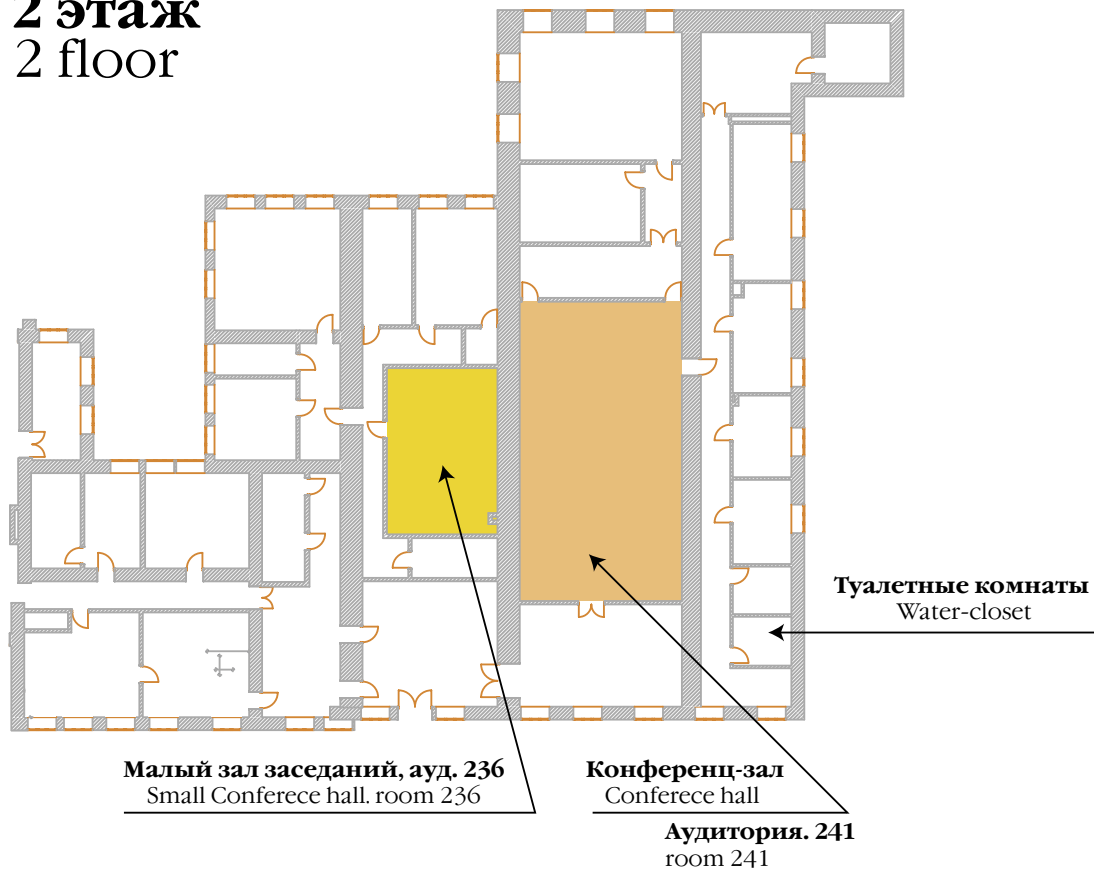 2 этаж
2 floor
Туалетные комнаты
Water-closet
Малый зал заседаний, ауд. 236
Small Conferece hall. room 236
Конференц-зал
Conferece hall
Аудитория. 241
room 241